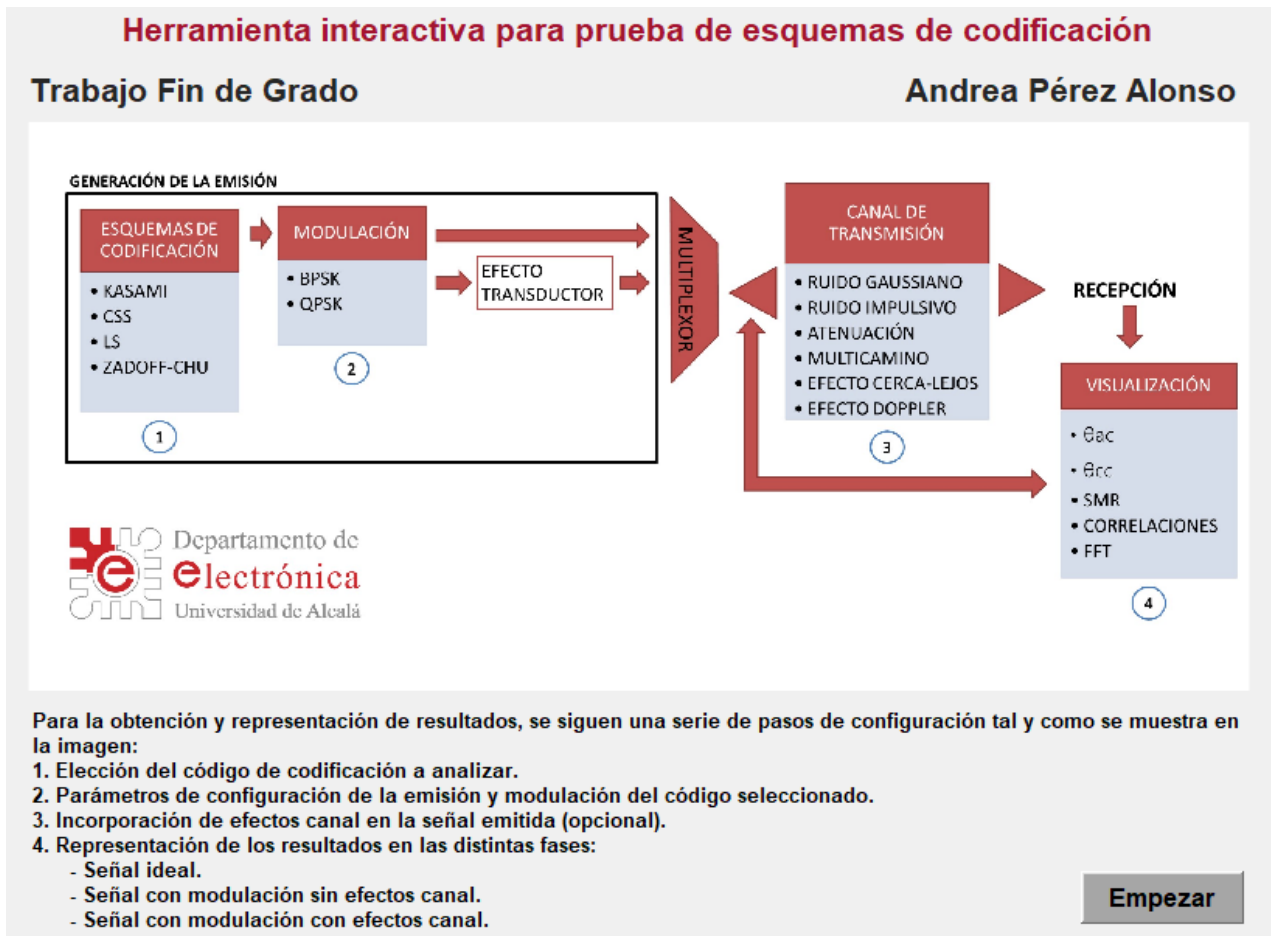 Herramienta interactiva para prueba de esquemas de codificación
Trabajo Fin de Grado
Andrea Pérez Alonso
GENERACIÓN DE LA EMISIÓN
ESQUEMAS DE
CODIFICACIÓN
• KASAMI
• CSS
• LS
• ZADOFF-CHU
1
MODULACIÓN
• BPSK
• QPSK
2
EFECTO
TRANSDUCTOR
MULTIPLEXOR
CANAL DE
TRANSMISIÓN
• RUIDO GAUSSIANO
• RUIDO IMPULSIVO
• ATENUACIÓN
• MULTICAMINO
• EFECTO CERCA-LEJOS
• EFECTO DOPPLER
3
RECEPCIÓN
VISUALIZACIÓN
• θac
• θcc
• SMR
• CORRELACIONES
• FFT
4
Departamento de
electrónica
Universidad de Alcalá
Para la obtención y representación de resultados, se siguen una serie de pasos de configuración tal y como se muestra en
la imagen:
1. Elección del código de codificación a analizar.
2. Parámetros de configuración de la emisión y modulación del código seleccionado.
3. Incorporación de efectos canal en la señal emitida (opcional).
4. Representación de los resultados en las distintas fases:
- Señal ideal.
- Señal con modulación sin efectos canal.
- Señal con modulación con efectos canal.
Empezar